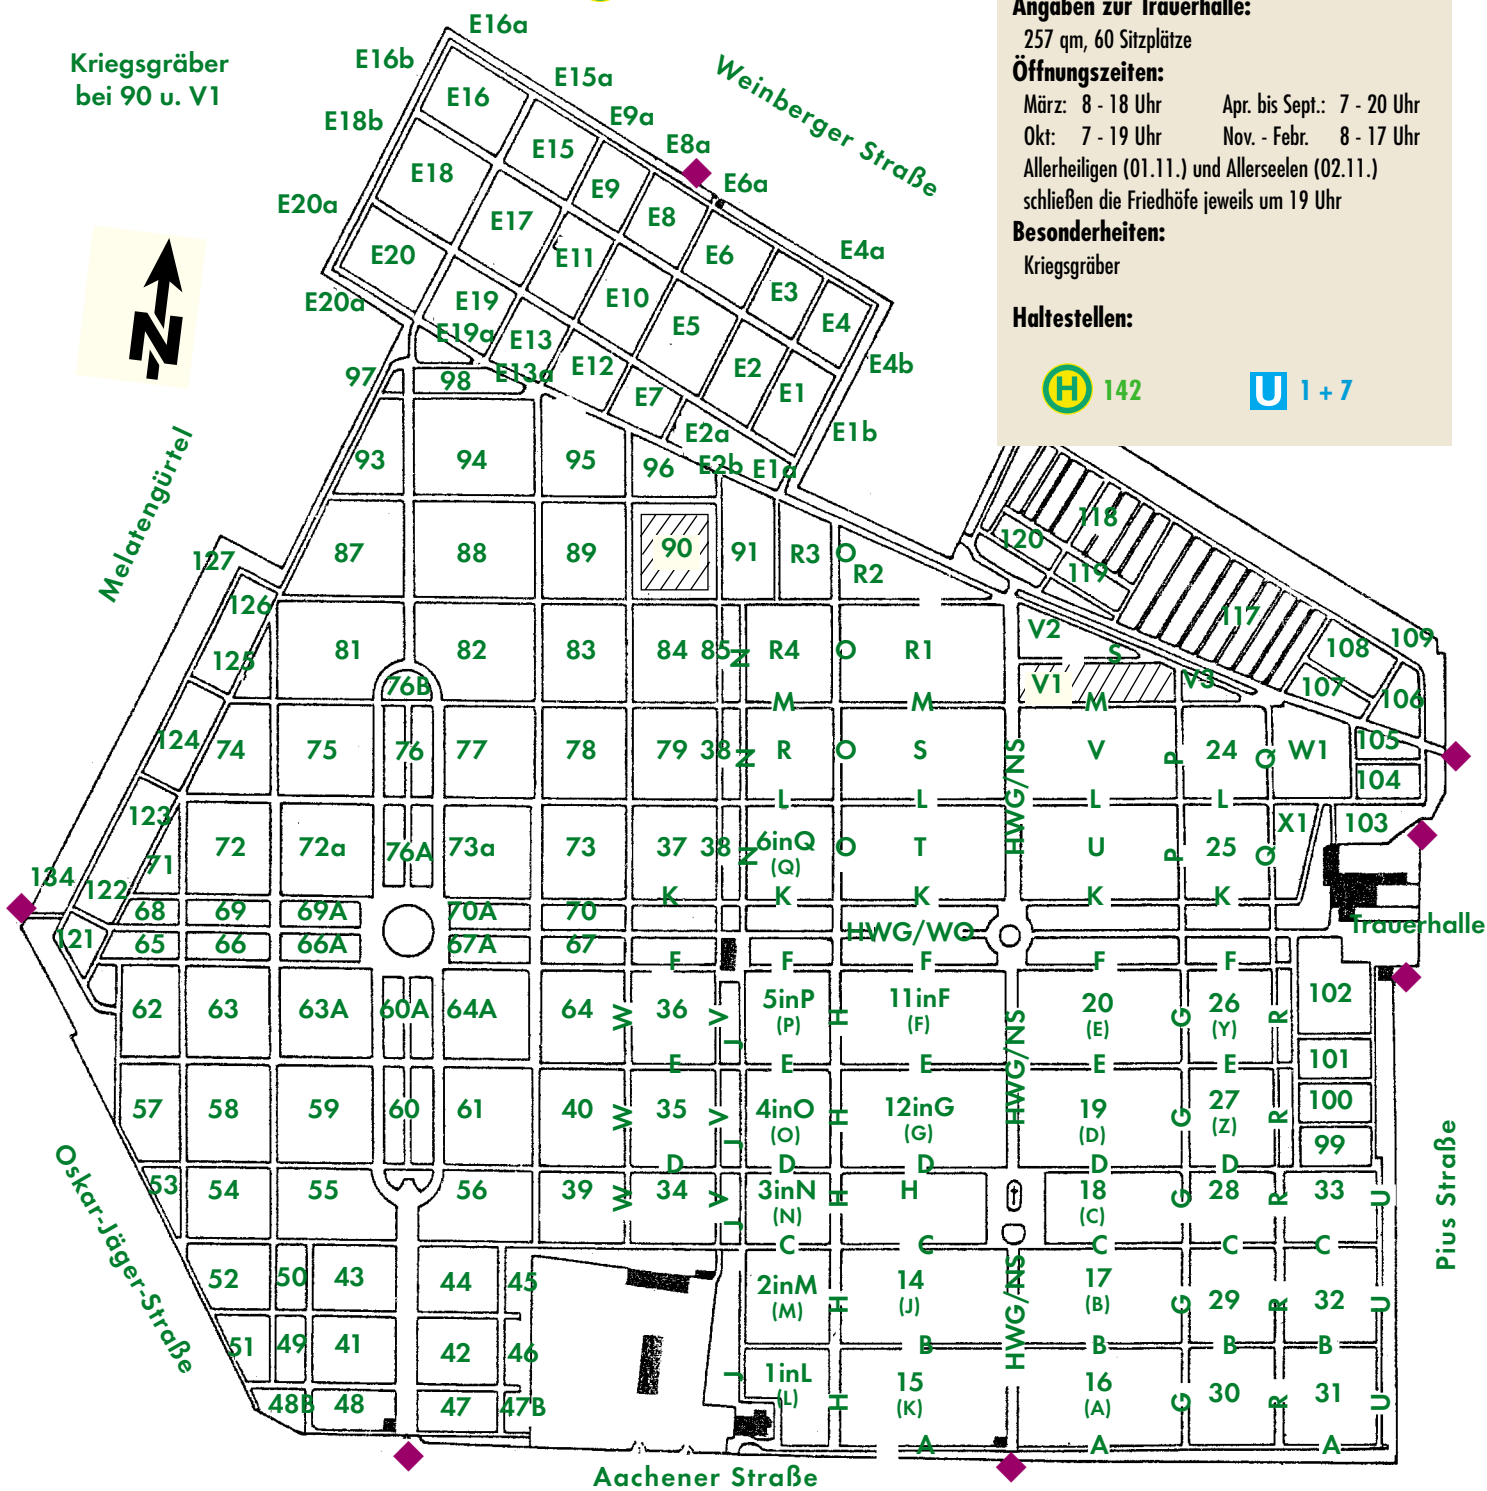 Kriegsgräber
bei 90 u. V1
Angaben zur Trauerhalle:
257 qm, 60 Sitzplätze
Öffnungszeiten:
März: 8 - 18 Uhr Apr. bis Sept.: 7 - 20 Uhr
Okt: 7 - 19 Uhr Nov. - Febr. 8 - 17 Uhr
Allerheiligen (01.11.) und Allerseelen (02.11.)
schließen die Friedhöfe jeweils um 19 Uhr
Besonderheiten:
Kriegsgräber
Haltestellen:
H 142 U 1 + 7
Weinberger Straße
Melatengürtel
Oskar-Jäger-Straße
Aachener Straße
Pius Straße
Trauerhalle
N
E16a
E16b
E16
E15a
E9a
E8a
E18b
E15
E18
E9
E6a
E20a
E17
E8
E6
E4a
E20
E11
E10
E3
E20a
E19
E5
E4
E19a
E13
E12
E2
E4b
E13a
E7
E1
E2a
E1b
E2b
E1a
97
98
93 94 95 96
118
120
119
117
87 88 89 90 91 R3 O R2
127
126
125
81 82 83 84 85 N R4 O R1 V2 S
108 109
76B M M V1 M V3 107 106
124 74 75 76 77 78 79 38 N R O S HWG/NS V P 24 Q W1 105
104
L L L L
123 X1 103
71 72 72a 76A 73a 73 37 38 N 6inQ O T U P 25 Q
(Q)
134 122 K K K K K
68 69 69A 70A 70
121 65 66 66A 67A 67 HWG/WO
F F F F F
62 63 63A 60A 64A 64 W 36 V 5inP H 11inF HWG/NS 20 G 26 R 102
(P) (F) (E) (Y)
J
E E E E E 101
57 58 59 60 61 40 W 35 V 4inO H 12inG 19 G 27 R 100
(O) (G) (D) (Z)
J 99
D D D D D
53 54 55 56 39 W 34 V 3inN H H 18 G 28 R 33 U
(N) (C)
J
C C C C C
52 50 43 44 45 2inM H 14 HWG/NS 17 G 29 R 32 U
(M) (J) (B)
51 49 41 42 46 B B B B
48B 48 47 47B J 1inL H 15 16 G 30 R 31 U
(L) (K) (A)
A A A